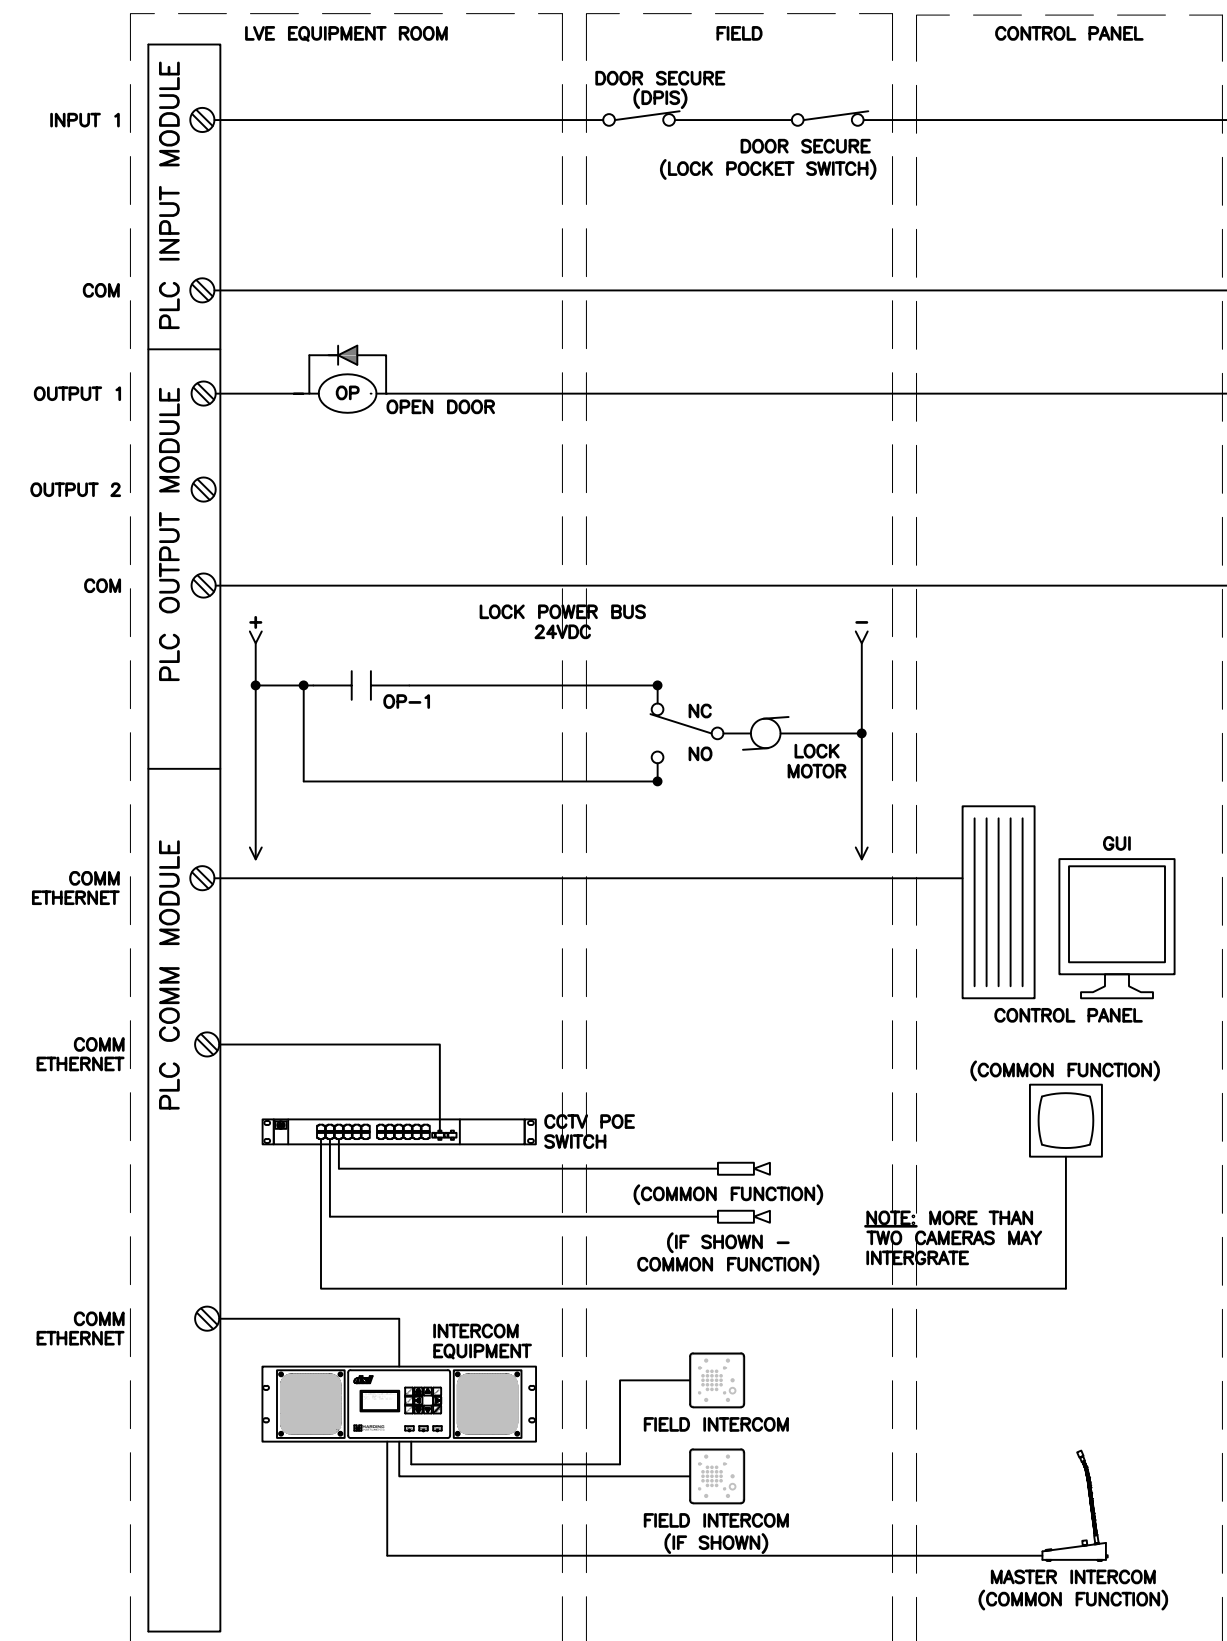 LVE EQUIPMENT ROOM
FIELD
CONTROL PANEL
PLC INPUT MODULE
INPUT 1
DOOR SECURE
(DPIS)
DOOR SECURE
(LOCK POCKET SWITCH)
COM
PLC OUTPUT MODULE
OUTPUT 1
OP
OPEN DOOR
OUTPUT 2
COM
LOCK POWER BUS
24VDC
+
–
OP-1
NC
NO
LOCK
MOTOR
PLC COMM MODULE
COMM
ETHERNET
GUI
CONTROL PANEL
COMM
ETHERNET
(COMMON FUNCTION)
CCTV POE
SWITCH
(COMMON FUNCTION)
(IF SHOWN –
COMMON FUNCTION)
NOTE: MORE THAN
TWO CAMERAS MAY
INTERGRATE
COMM
ETHERNET
INTERCOM
EQUIPMENT
HARDING
FIELD INTERCOM
FIELD INTERCOM
(IF SHOWN)
MASTER INTERCOM
(COMMON FUNCTION)